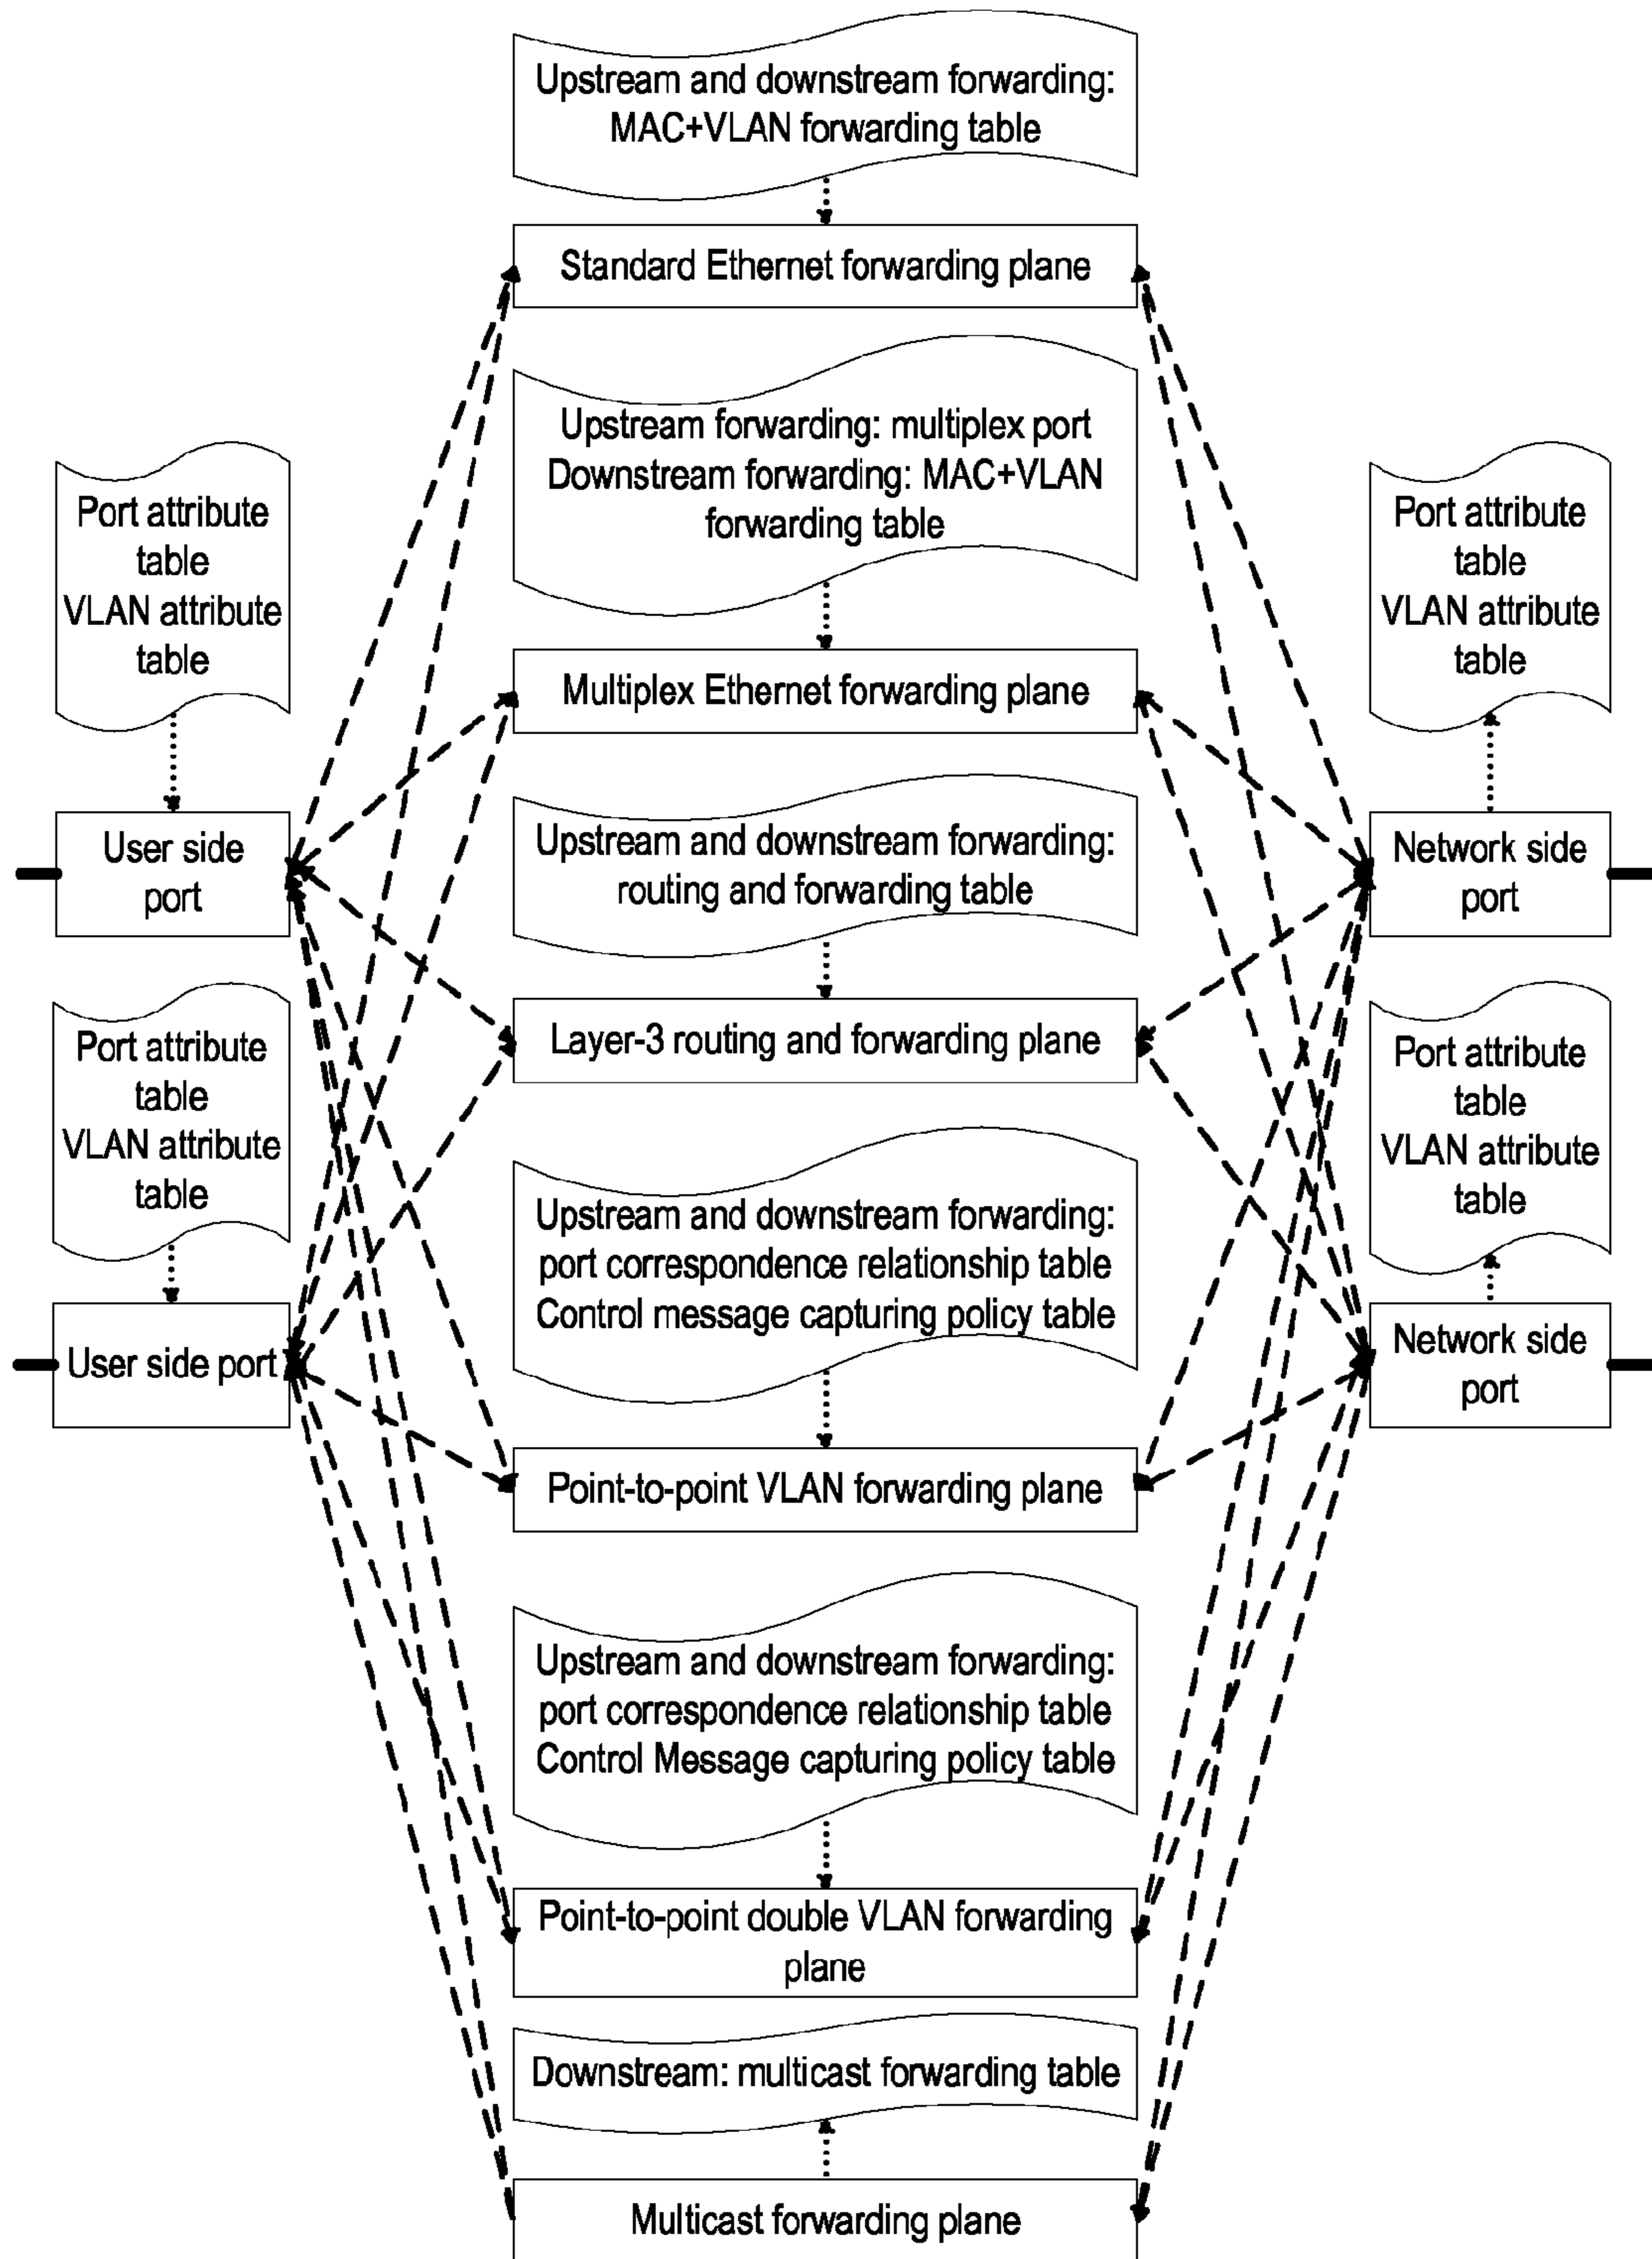 Upstream and downstream forwarding:
MAC+VLAN forwarding table
Standard Ethernet forwarding plane
Upstream forwarding: multiplex port
Downstream forwarding: MAC+VLAN
forwarding table
Multiplex Ethernet forwarding plane
Upstream and downstream forwarding:
routing and forwarding table
Layer-3 routing and forwarding plane
Upstream and downstream forwarding:
port correspondence relationship table
Control message capturing policy table
Point-to-point VLAN forwarding plane
Upstream and downstream forwarding:
port correspondence relationship table
Control Message capturing policy table
Point-to-point double VLAN forwarding
plane
Downstream: multicast forwarding table
Multicast forwarding plane
Port attribute
table
VLAN attribute
table
User side
port
Port attribute
table
VLAN attribute
table
User side port
Port attribute
table
VLAN attribute
table
Network side
port
Port attribute
table
VLAN attribute
table
Network side
port